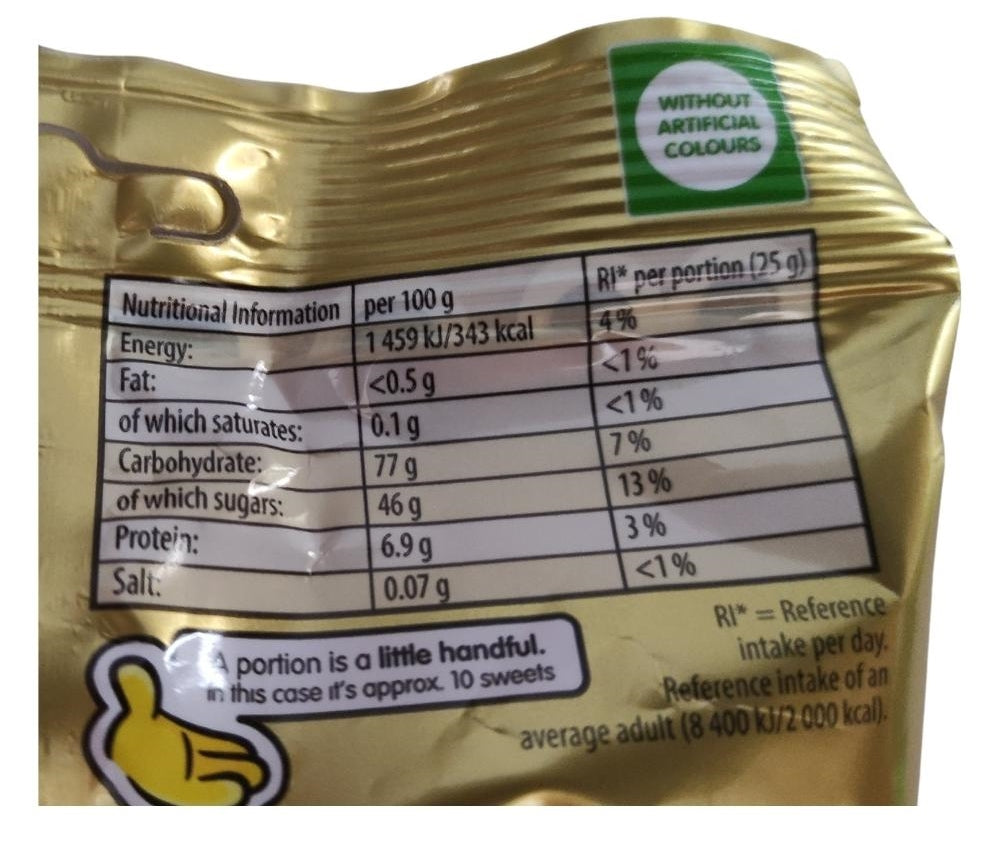 WITHOUT
ARTIFICIAL
COLOURS
Nutritional Information per 100 g RI* per portion (25 g)
Energy: 1 459 kJ/343 kcal 4 %
Fat: <0.5 g <1 %
of which saturates: 0.1 g <1 %
Carbohydrate: 77 g 7 %
of which sugars: 46 g 13 %
Protein: 6.9 g 3 %
Salt: 0.07 g <1 %
RI* = Reference
intake per day.
Reference intake of an
average adult (8 400 kJ/2 000 kcal).
A portion is a little handful.
in this case it's approx. 10 sweets